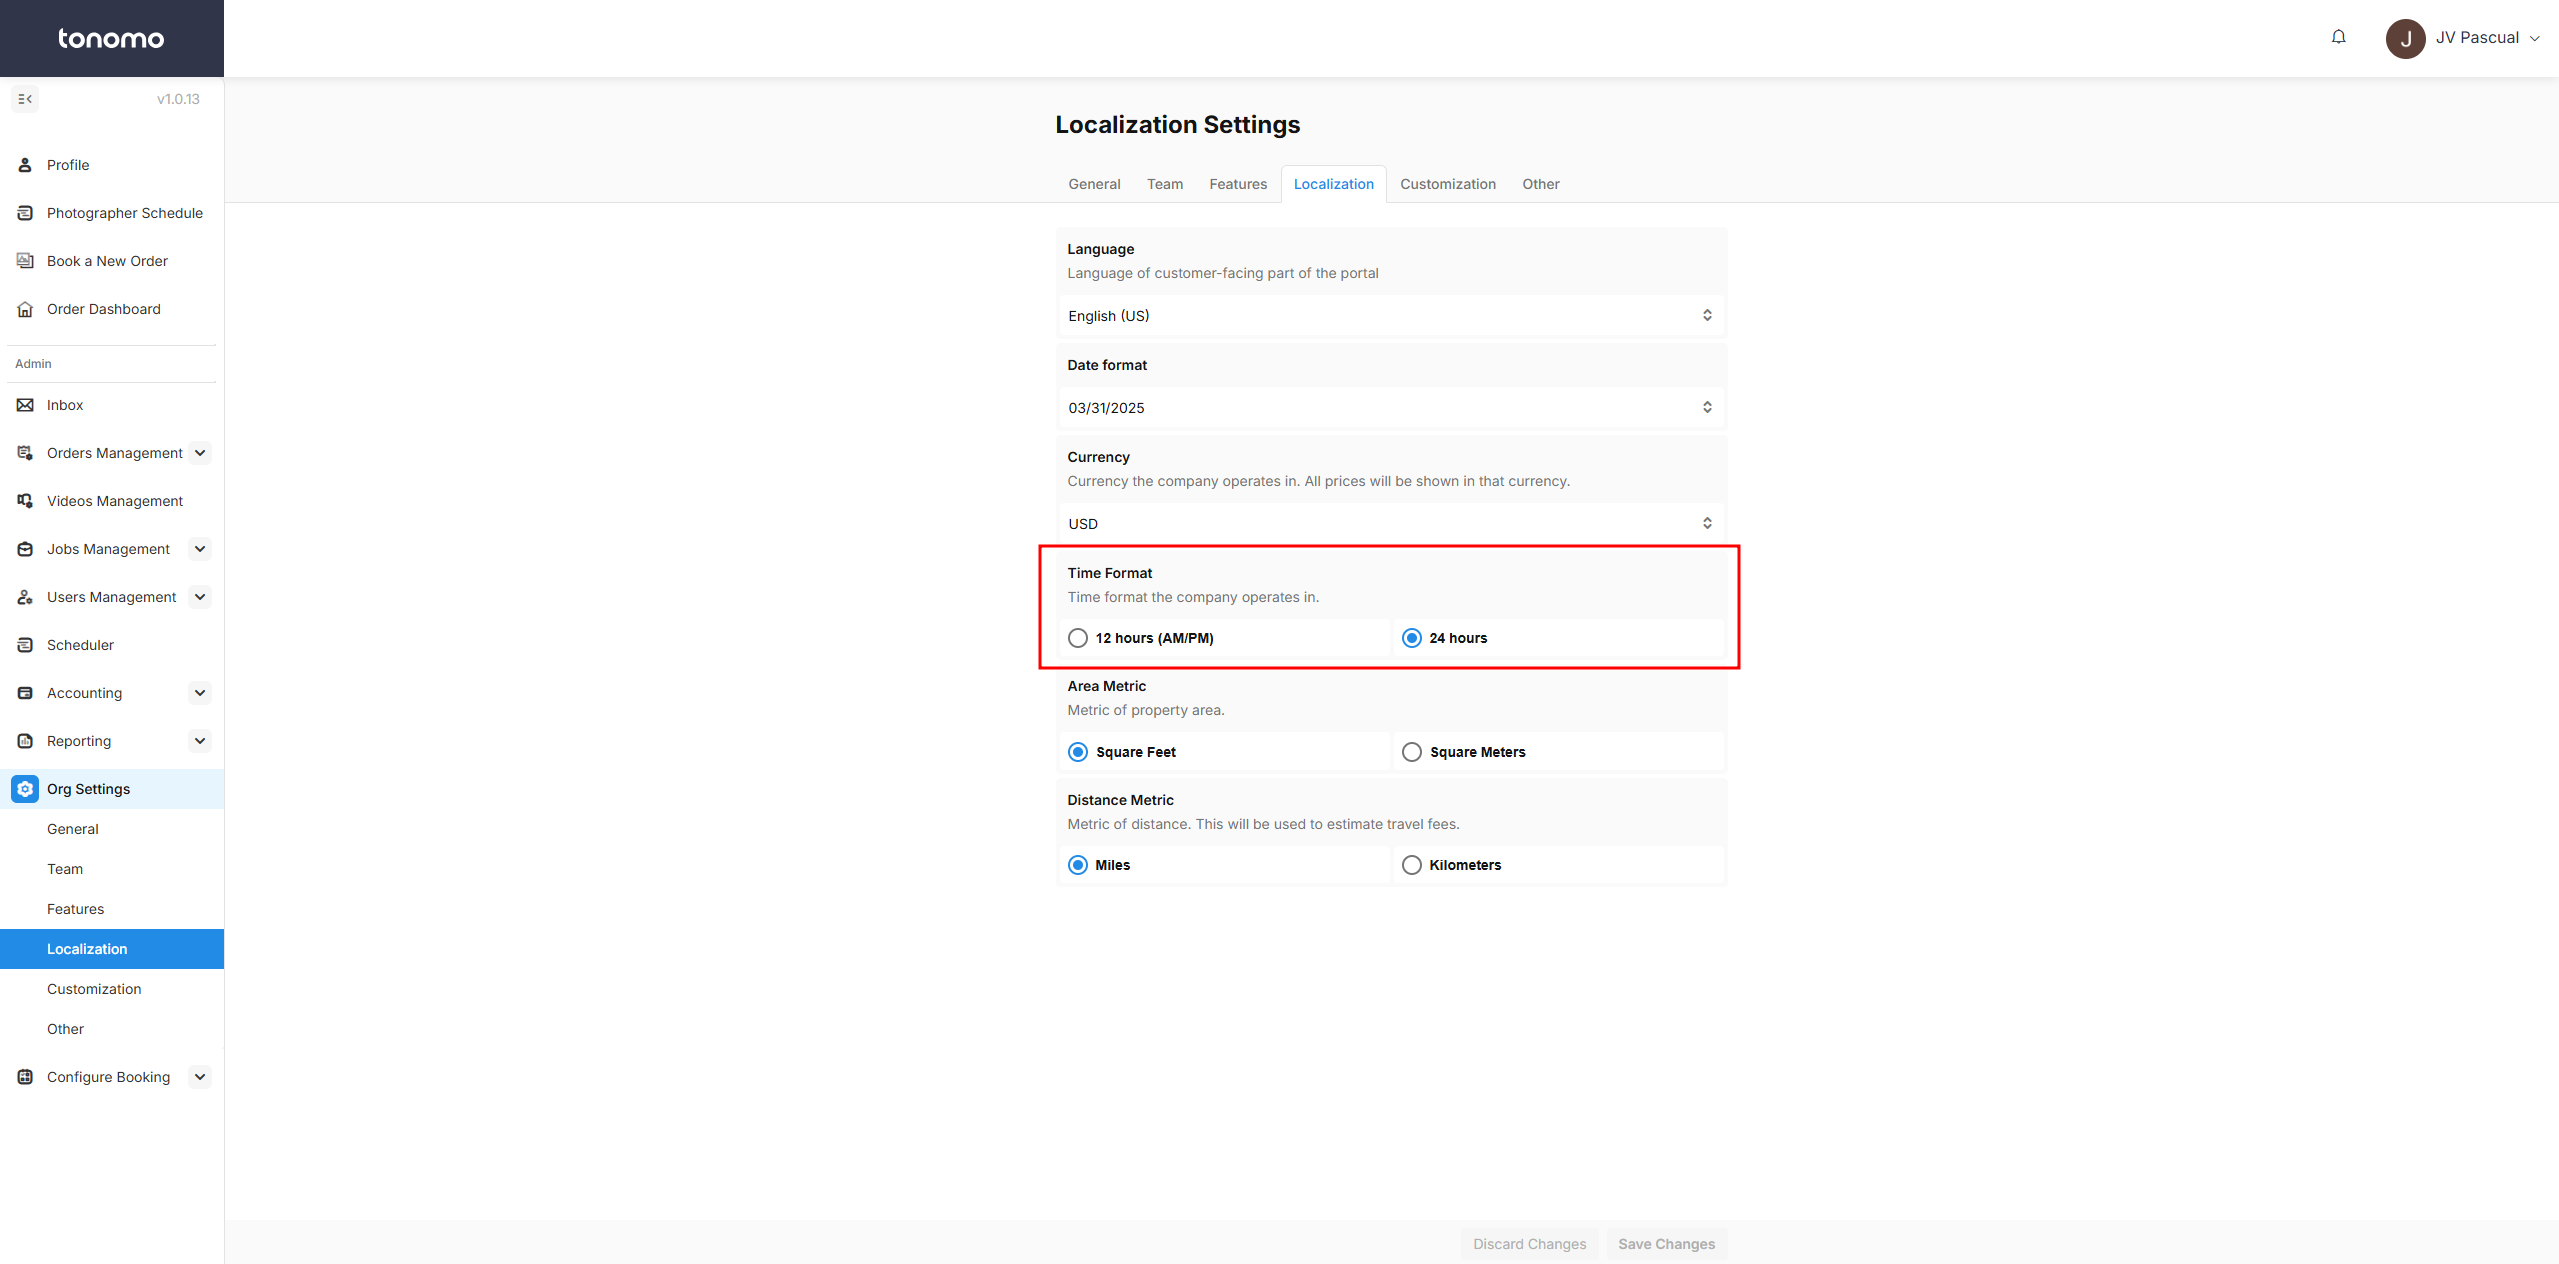 tonomo
J
JV Pascual
v1.0.13
Profile
Photographer Schedule
Book a New Order
Order Dashboard
Admin
Inbox
Orders Management
Videos Management
Jobs Management
Users Management
Scheduler
Accounting
Reporting
Org Settings
General
Team
Features
Localization
Customization
Other
Configure Booking
Localization Settings
General Team Features Localization Customization Other
Language
Language of customer-facing part of the portal
English (US)
Date format
03/31/2025
Currency
Currency the company operates in. All prices will be shown in that currency.
USD
Time Format
Time format the company operates in.
12 hours (AM/PM) 24 hours
Area Metric
Metric of property area.
Square Feet Square Meters
Distance Metric
Metric of distance. This will be used to estimate travel fees.
Miles Kilometers
Discard Changes Save Changes